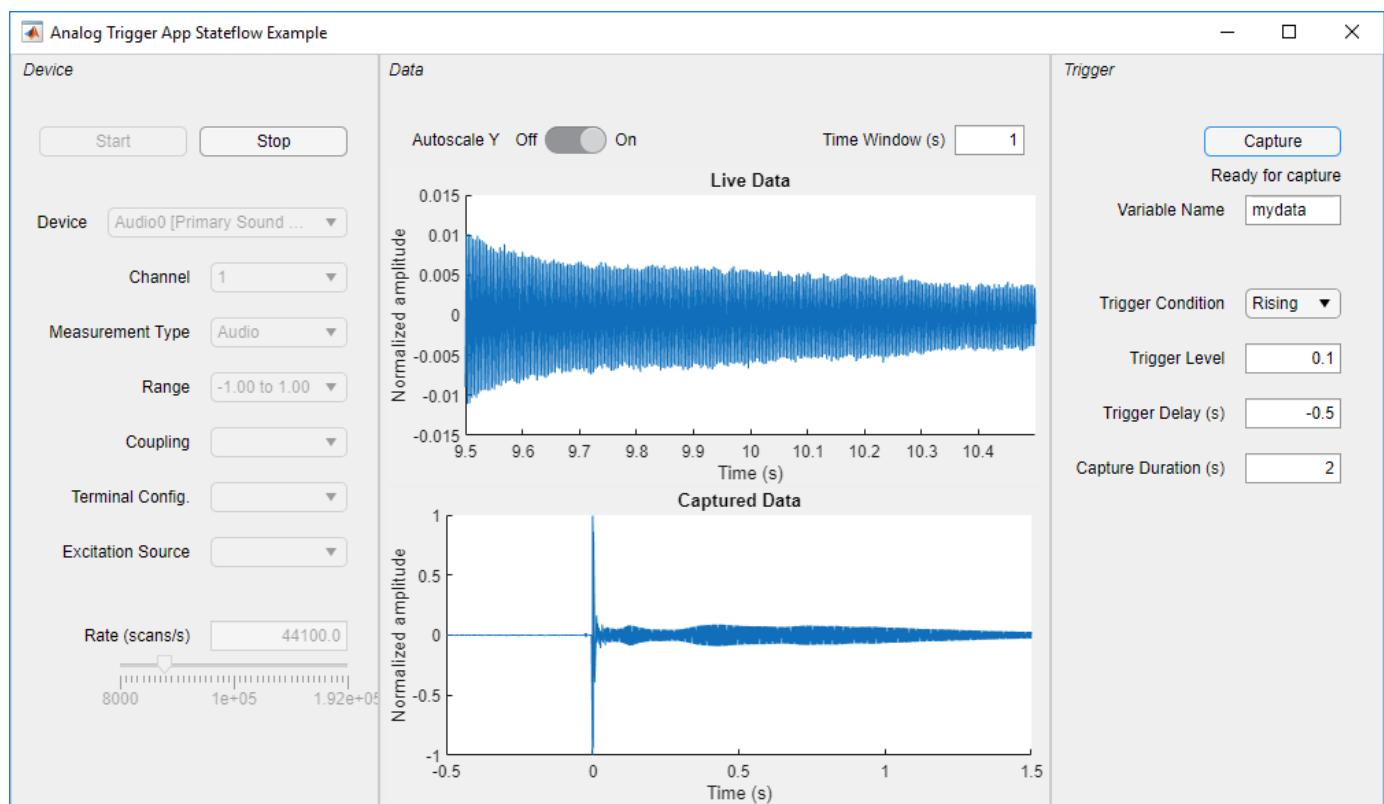 Analog Trigger App Stateflow Example
Device
Start Stop
Device Audio0 [Primary Sound ...
Channel 1
Measurement Type Audio
Range -1.00 to 1.00
Coupling
Terminal Config.
Excitation Source
Rate (scans/s) 44100.0
8000 1e+05 1.92e+05
Data
Autoscale Y Off On Time Window (s) 1
Live Data
Normalized amplitude
0.015
0.01
0.005
0
-0.005
-0.01
-0.015
9.5 9.6 9.7 9.8 9.9 10 10.1 10.2 10.3 10.4
Time (s)
Captured Data
Normalized amplitude
1
0.5
0
-0.5
-1
-0.5 0 0.5 1 1.5
Time (s)
Trigger
Capture
Ready for capture
Variable Name mydata
Trigger Condition Rising
Trigger Level 0.1
Trigger Delay (s) -0.5
Capture Duration (s) 2